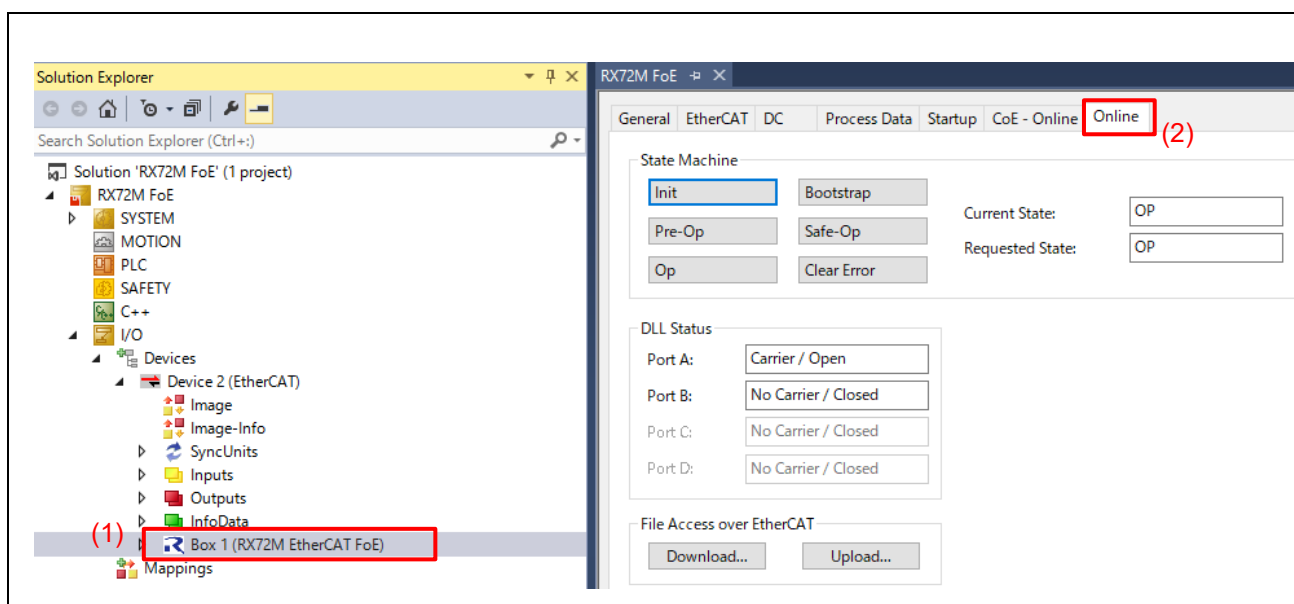 Solution Explorer
Search Solution Explorer (Ctrl+:)
Solution 'RX72M FoE' (1 project)
RX72M FoE
SYSTEM
MOTION
PLC
SAFETY
C++
I/O
Devices
Device 2 (EtherCAT)
Image
Image-Info
SyncUnits
Inputs
Outputs
InfoData
(1)
Box 1 (RX72M EtherCAT FoE)
Mappings
RX72M FoE
General EtherCAT DC Process Data Startup CoE - Online Online
(2)
State Machine
Init Bootstrap
Current State: OP
Pre-Op Safe-Op
Requested State: OP
Op Clear Error
DLL Status
Port A: Carrier / Open
Port B: No Carrier / Closed
Port C: No Carrier / Closed
Port D: No Carrier / Closed
File Access over EtherCAT
Download... Upload...